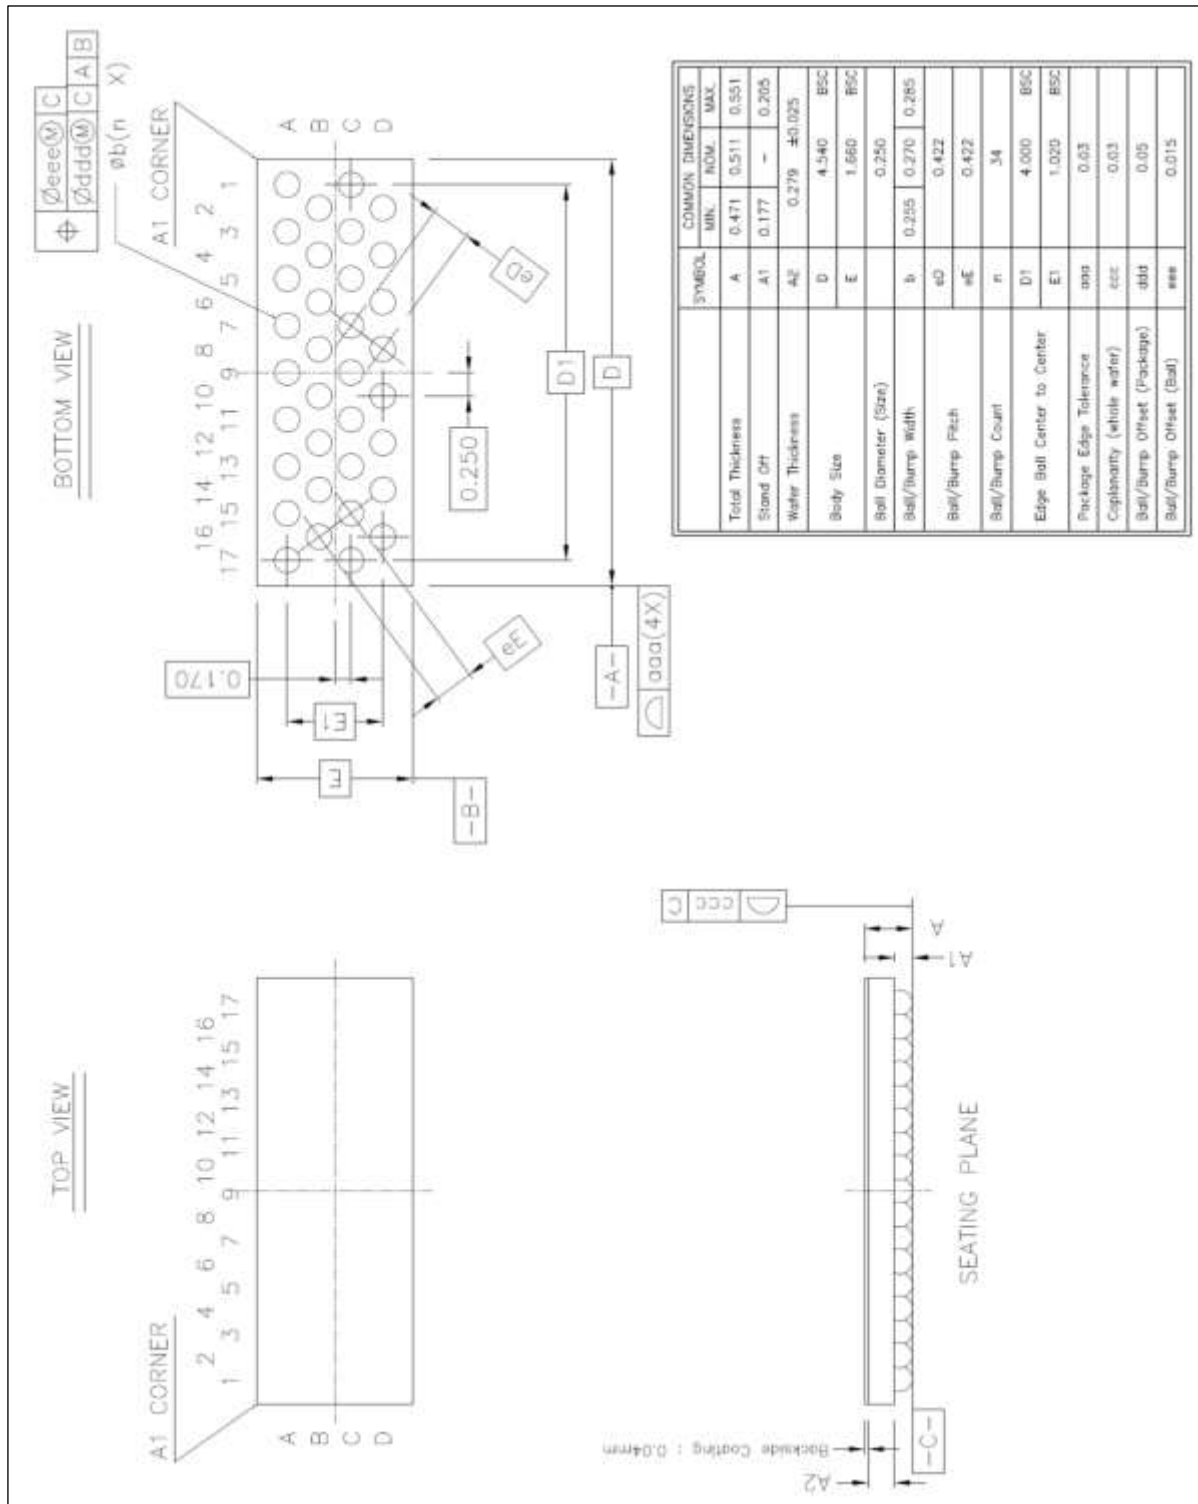 TOP VIEW
A1 CORNER
1 2 3 4 5 6 7 8 9 10 11 12 13 14 15 16 17
A
B
C
D
BOTTOM VIEW
17 16 15 14 13 12 11 10 9 8 7 6 5 4 3 2 1
A1 CORNER
A
B
C
D
⌖ Øeee Ⓜ C
Øddd Ⓜ C A B
øb(n X)
0.170
E1
E
-B-
eE
eD
0.250
D1
D
-A-
⌓ aaa(4X)
Backside Coating : 0.04mm
A2
-C-
SEATING PLANE
A1
A
⌓ ccc C
SYMBOL COMMON DIMENSIONS
MIN. NOM. MAX.
Total Thickness A 0.471 0.511 0.551
Stand Off A1 0.177 – 0.205
Wafer Thickness A2 0.279 ±0.025
Body Size D 4.540 BSC
E 1.660 BSC
Ball Diameter (Size) 0.250
Ball/Bump Width b 0.255 0.270 0.285
Ball/Bump Pitch eD 0.422
eE 0.422
Ball/Bump Count n 34
Edge Ball Center to Center D1 4.000 BSC
E1 1.020 BSC
Package Edge Tolerance aaa 0.03
Coplanarity (whole wafer) ccc 0.03
Ball/Bump Offset (Package) ddd 0.05
Ball/Bump Offset (Ball) eee 0.015